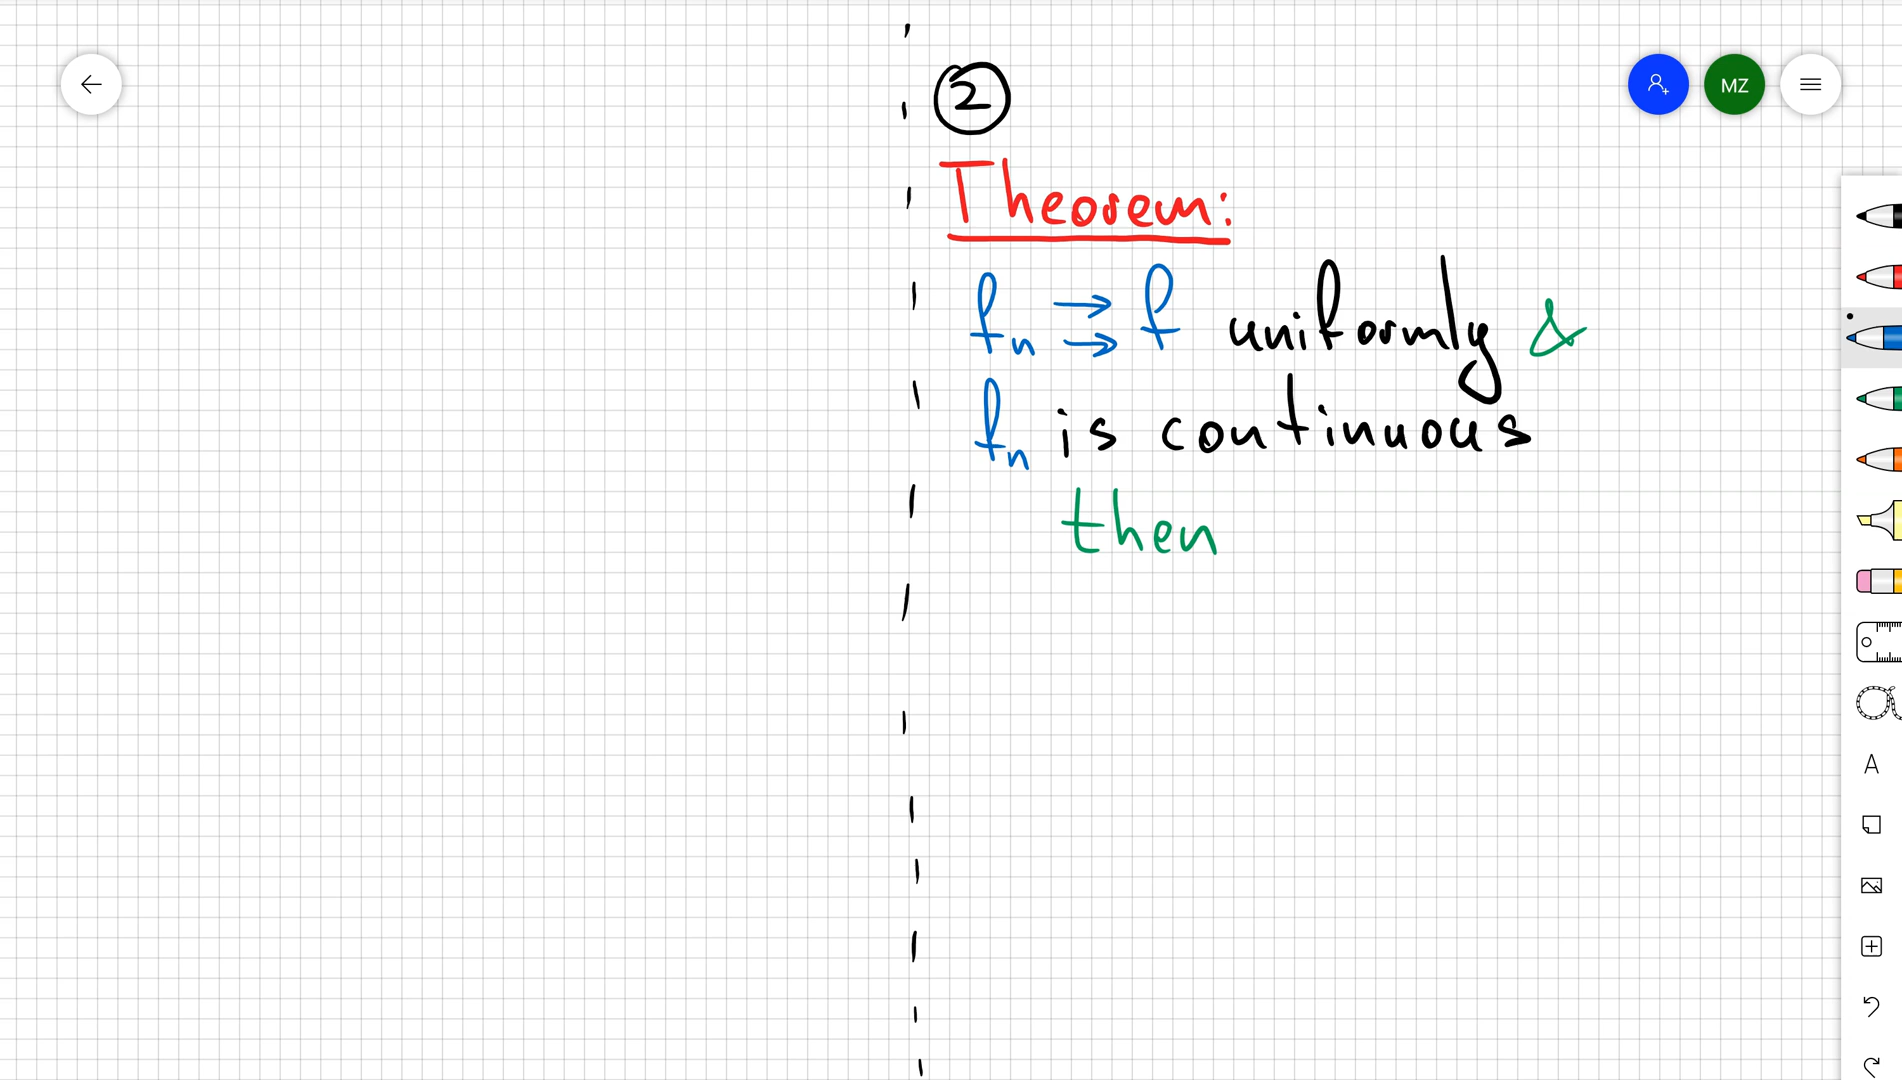 2
MZ
Theorem:
fn ⇉ f uniformly &
fn is continuous
then
A